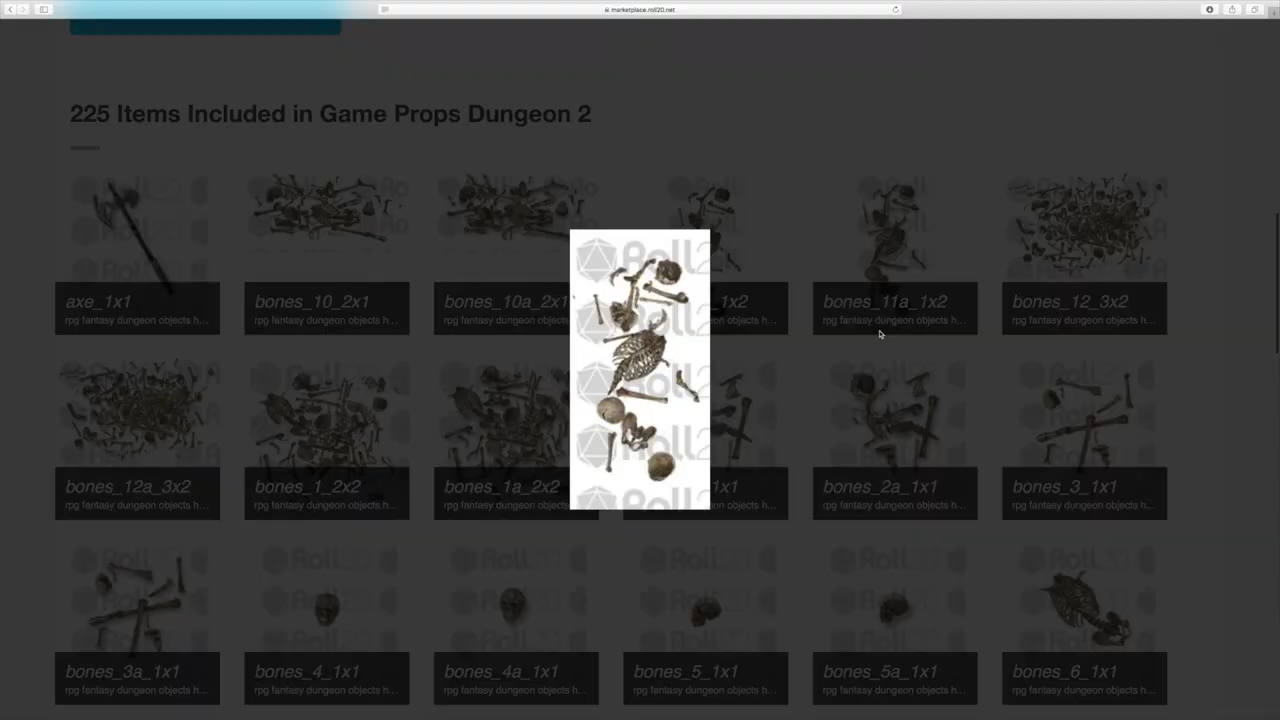 marketplace.roll20.net
225 Items Included in Game Props Dungeon 2
axe_1x1
rpg fantasy dungeon objects h...
bones_10_2x1
rpg fantasy dungeon objects h...
bones_10a_2x1
rpg fantasy dungeon objects
1x2
dungeon objects h...
bones_11a_1x2
rpg fantasy dungeon objects h...
bones_12_3x2
rpg fantasy dungeon objects h...
Roll2
bones_12a_3x2
rpg fantasy dungeon objects h...
bones_1_2x2
rpg fantasy dungeon objects h...
bones_1a_2x2
rpg fantasy dungeon objects h...
1x1
dungeon objects h...
bones_2a_1x1
rpg fantasy dungeon objects h...
bones_3_1x1
rpg fantasy dungeon objects h...
bones_3a_1x1
rpg fantasy dungeon objects h...
bones_4_1x1
rpg fantasy dungeon objects h...
bones_4a_1x1
rpg fantasy dungeon objects h...
bones_5_1x1
rpg fantasy dungeon objects h...
bones_5a_1x1
rpg fantasy dungeon objects h...
bones_6_1x1
rpg fantasy dungeon objects h...